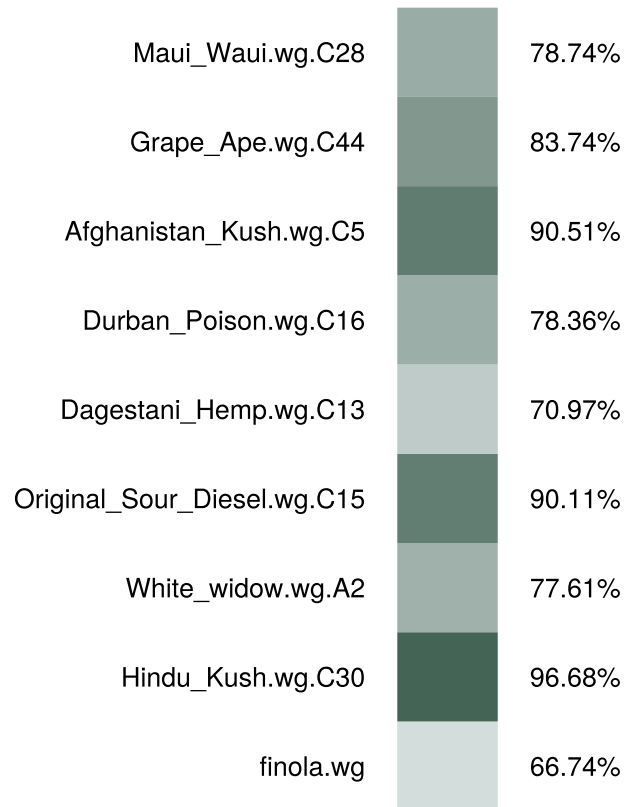 Maui_Waui.wg.C28 78.74%
Grape_Ape.wg.C44 83.74%
Afghanistan_Kush.wg.C5 90.51%
Durban_Poison.wg.C16 78.36%
Dagestani_Hemp.wg.C13 70.97%
Original_Sour_Diesel.wg.C15 90.11%
White_widow.wg.A2 77.61%
Hindu_Kush.wg.C30 96.68%
finola.wg 66.74%